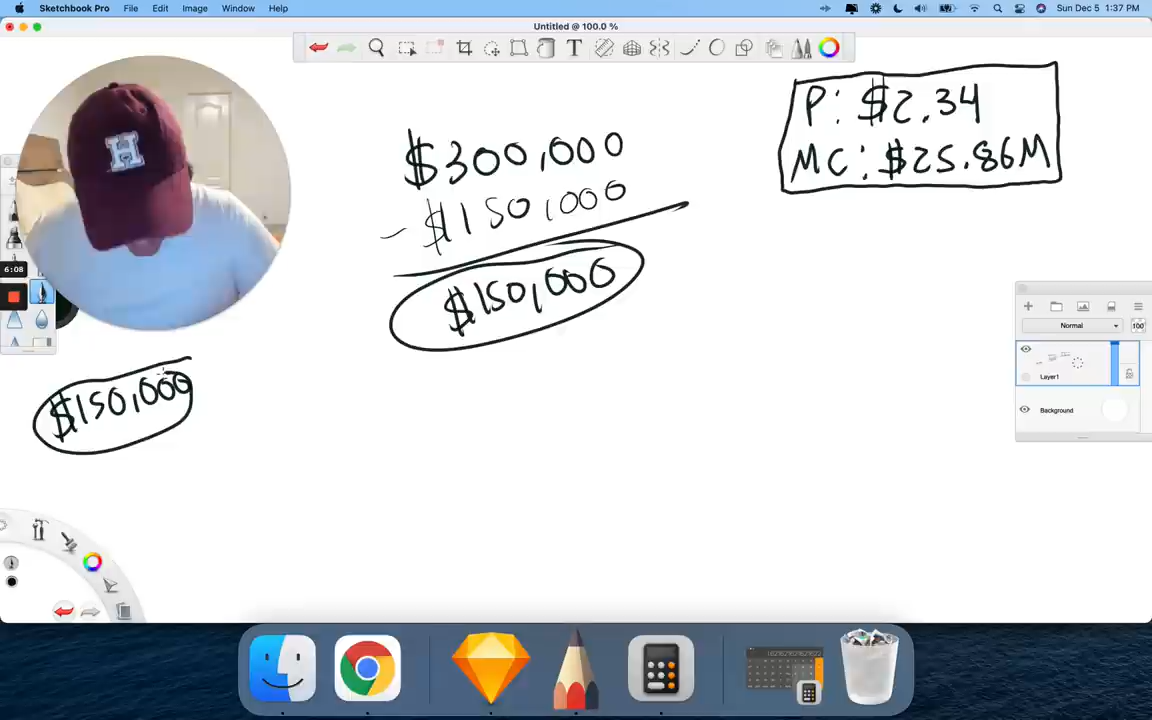 Sketchbook Pro File Edit Image Window Help Sun Dec 5 1:37 PM
Untitled @ 100.0 %
H
P: $2.34
MC: $25.86M
$300,000
- $150,000
$150,000
6:08
$150,000
Normal
100
Layer1
Background